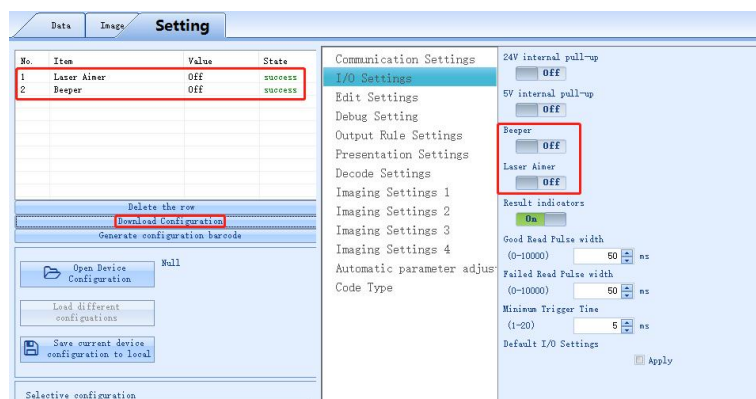 Data Image Setting
No. Item Value State
1 Laser Aimer Off success
2 Beeper Off success
Delete the row
Download Configuration
Generate configuration barcode
Open Device
Configuration
Null
Load different
configuations
Save current device
configuration to local
Selective configuration
Communication Settings
I/O Settings
Edit Settings
Debug Setting
Output Rule Settings
Presentation Settings
Decode Settings
Imaging Settings 1
Imaging Settings 2
Imaging Settings 3
Imaging Settings 4
Automatic parameter adjus
Code Type
24V internal pull-up
Off
5V internal pull-up
Off
Beeper
Off
Laser Aimer
Off
Result indicators
On
Good Read Pulse width
(0-10000) 50 ms
Failed Read Pulse width
(0-10000) 50 ms
Minimum Trigger Time
(1-20) 5 ms
Default I/O Settings
Apply